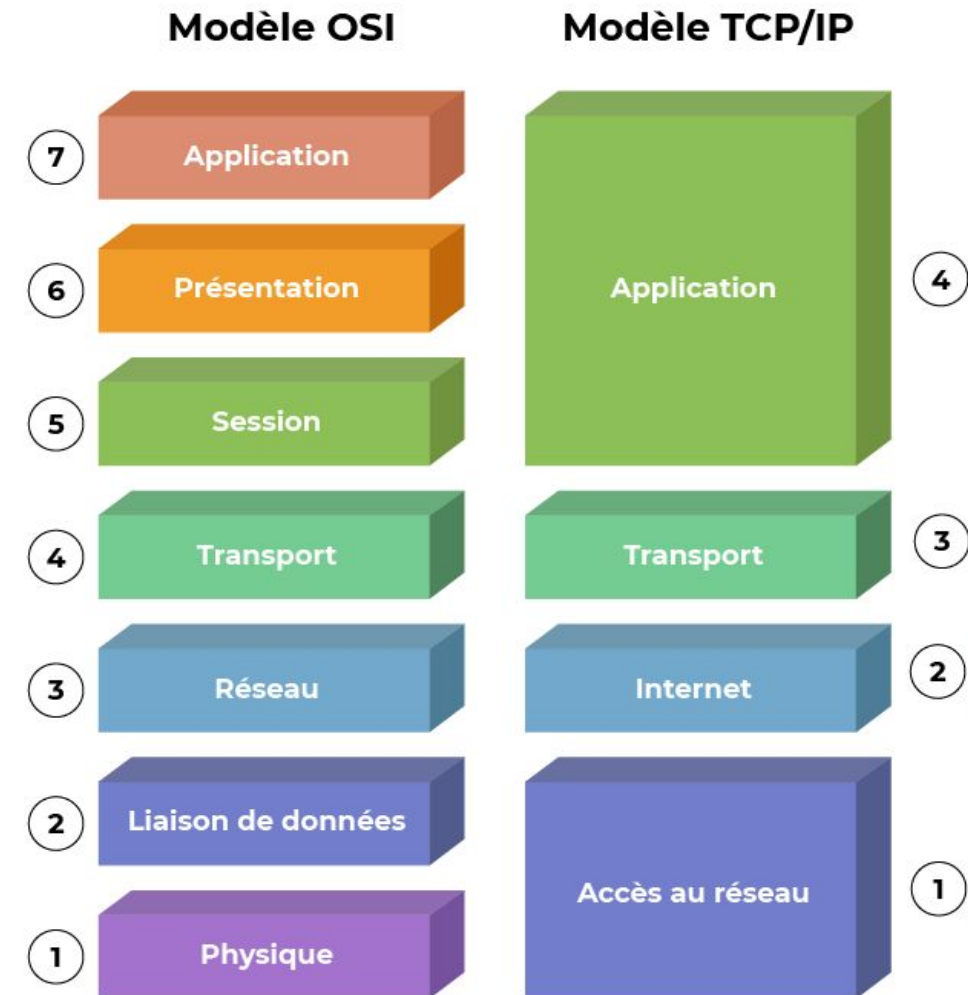 Modèle OSI
Modèle TCP/IP
7
Application
6
Présentation
5
Session
4
Transport
3
Réseau
2
Liaison de données
1
Physique
Application
4
Transport
3
Internet
2
Accès au réseau
1